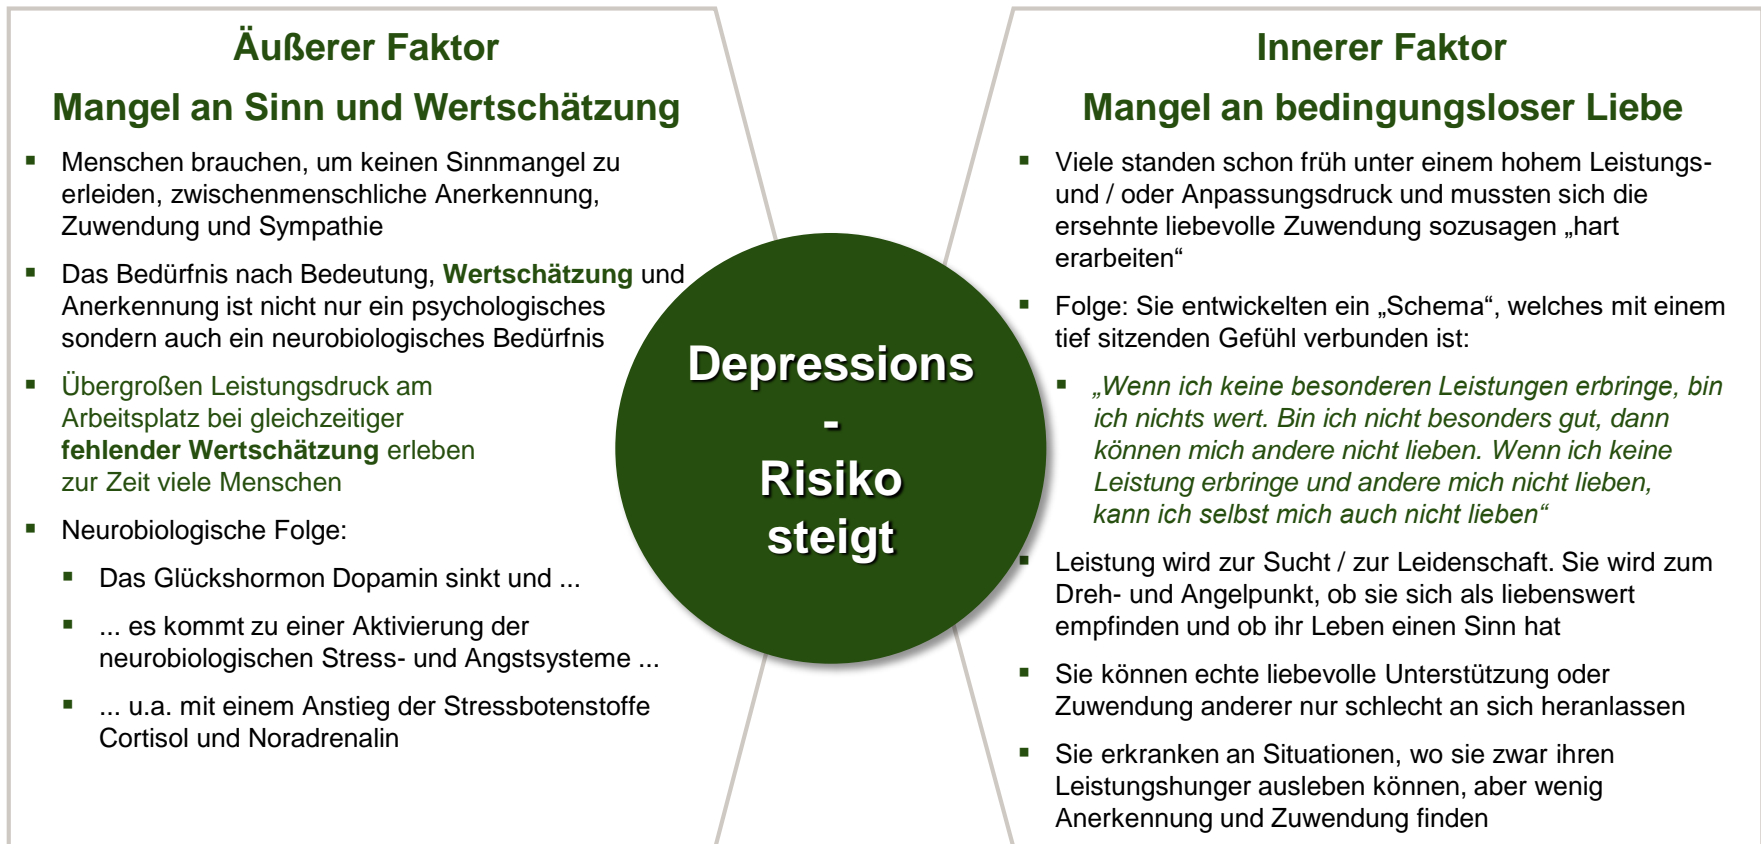 Äußerer Faktor
Mangel an Sinn und Wertschätzung
▪ Menschen brauchen, um keinen Sinnmangel zu
erleiden, zwischenmenschliche Anerkennung,
Zuwendung und Sympathie
▪ Das Bedürfnis nach Bedeutung, Wertschätzung und
Anerkennung ist nicht nur ein psychologisches
sondern auch ein neurobiologisches Bedürfnis
▪ Übergroßen Leistungsdruck am
Arbeitsplatz bei gleichzeitiger
fehlender Wertschätzung erleben
zur Zeit viele Menschen
▪ Neurobiologische Folge:
▪ Das Glückshormon Dopamin sinkt und ...
▪ ... es kommt zu einer Aktivierung der
neurobiologischen Stress- und Angstsysteme ...
▪ ... u.a. mit einem Anstieg der Stressbotenstoffe
Cortisol und Noradrenalin
Depressions
-
Risiko
steigt
Innerer Faktor
Mangel an bedingungsloser Liebe
▪ Viele standen schon früh unter einem hohem Leistungs-
und / oder Anpassungsdruck und mussten sich die
ersehnte liebevolle Zuwendung sozusagen „hart
erarbeiten“
▪ Folge: Sie entwickelten ein „Schema“, welches mit einem
tief sitzenden Gefühl verbunden ist:
▪ „Wenn ich keine besonderen Leistungen erbringe, bin
ich nichts wert. Bin ich nicht besonders gut, dann
können mich andere nicht lieben. Wenn ich keine
Leistung erbringe und andere mich nicht lieben,
kann ich selbst mich auch nicht lieben“
▪ Leistung wird zur Sucht / zur Leidenschaft. Sie wird zum
Dreh- und Angelpunkt, ob sie sich als liebenswert
empfinden und ob ihr Leben einen Sinn hat
▪ Sie können echte liebevolle Unterstützung oder
Zuwendung anderer nur schlecht an sich heranlassen
▪ Sie erkranken an Situationen, wo sie zwar ihren
Leistungshunger ausleben können, aber wenig
Anerkennung und Zuwendung finden